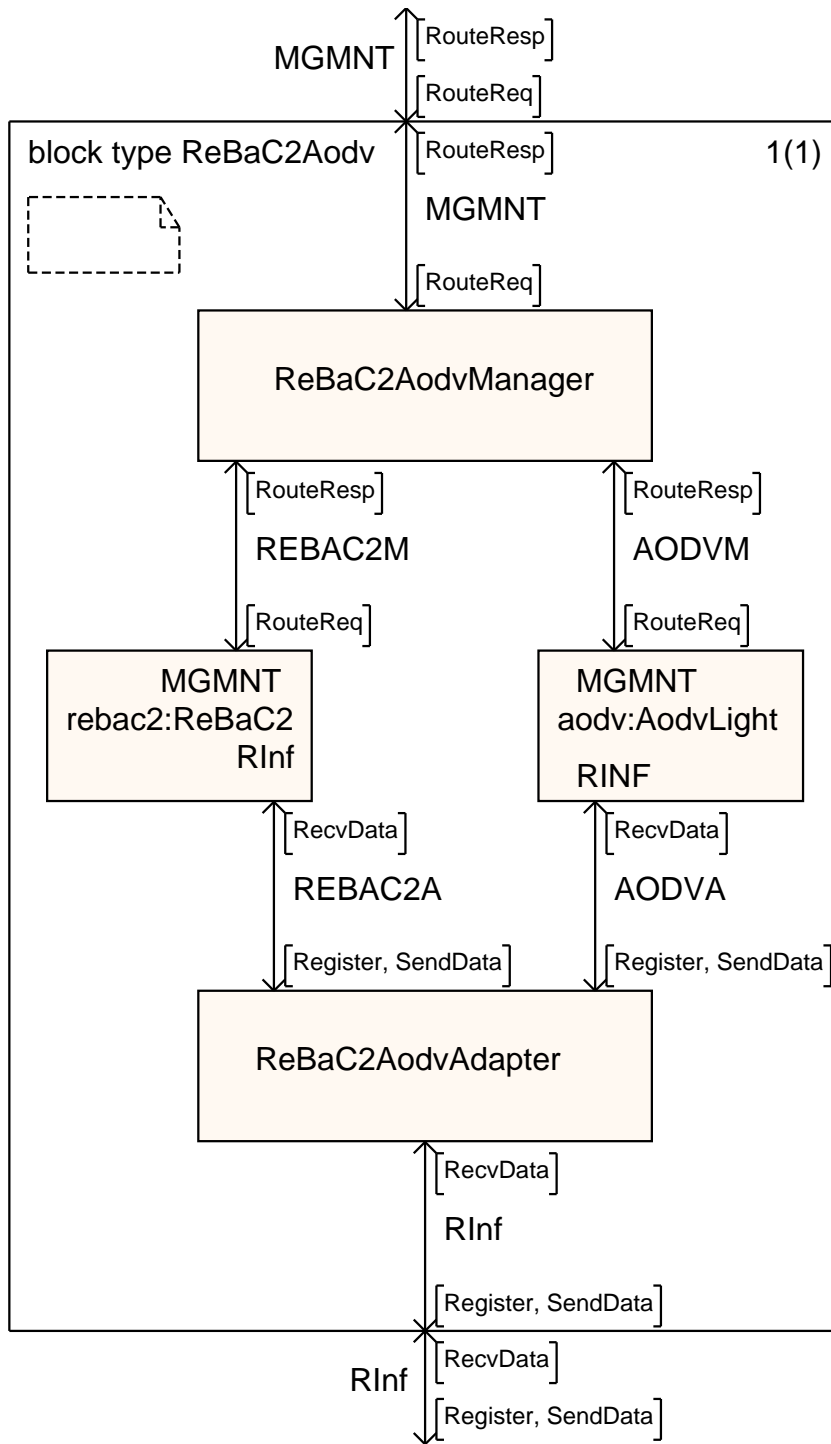 [RouteResp]
MGMNT
[RouteReq]
block type ReBaC2Aodv [RouteResp] 1(1)
MGMNT
[RouteReq]
ReBaC2AodvManager
[RouteResp] [RouteResp]
REBAC2M AODVM
[RouteReq] [RouteReq]
MGMNT MGMNT
rebac2:ReBaC2 aodv:AodvLight
RInf RINF
[RecvData] [RecvData]
REBAC2A AODVA
[Register, SendData] [Register, SendData]
ReBaC2AodvAdapter
[RecvData]
RInf
[Register, SendData]
[RecvData]
RInf
[Register, SendData]